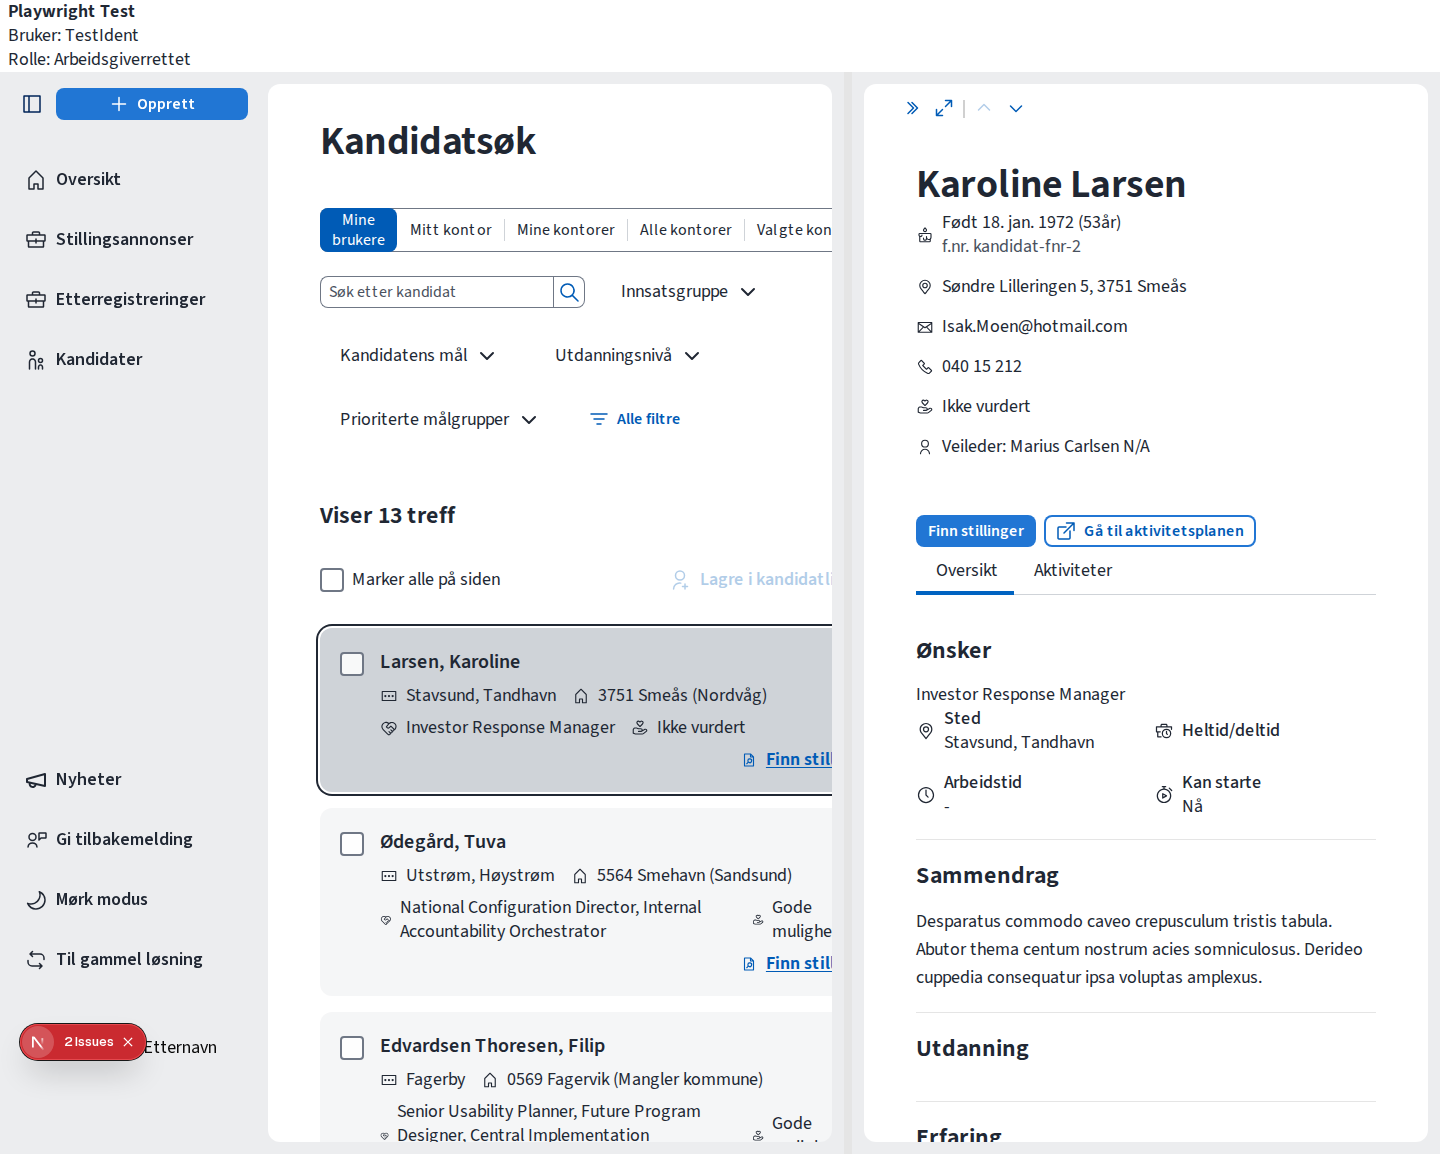 Playwright Test
Bruker: TestIdent
Rolle: Arbeidsgiverrettet
Opprett
Oversikt
Stillingsannonser
Etterregistreringer
Kandidater
Nyheter
Gi tilbakemelding
Mørk modus
Til gammel løsning
2 Issues
Etternavn
Kandidatsøk
Mine brukere
Mitt kontor
Mine kontorer
Alle kontorer
Valgte kon
Søk etter kandidat
Innsatsgruppe
Kandidatens mål
Utdanningsnivå
Prioriterte målgrupper
Alle filtre
Viser 13 treff
Marker alle på siden
Lagre i kandidatli
Larsen, Karoline
Stavsund, Tandhavn
3751 Smeås (Nordvåg)
Investor Response Manager
Ikke vurdert
Finn still
Ødegård, Tuva
Utstrøm, Høystrøm
5564 Smehavn (Sandsund)
National Configuration Director, Internal
Accountability Orchestrator
Gode
mulighe
Finn still
Edvardsen Thoresen, Filip
Fagerby
0569 Fagervik (Mangler kommune)
Senior Usability Planner, Future Program
Designer, Central Implementation
Gode
Karoline Larsen
Født 18. jan. 1972 (53år)
f.nr. kandidat-fnr-2
Søndre Lilleringen 5, 3751 Smeås
Isak.Moen@hotmail.com
040 15 212
Ikke vurdert
Veileder: Marius Carlsen N/A
Finn stillinger
Gå til aktivitetsplanen
Oversikt
Aktiviteter
Ønsker
Investor Response Manager
Sted
Stavsund, Tandhavn
Heltid/deltid
Arbeidstid
-
Kan starte
Nå
Sammendrag
Desparatus commodo caveo crepusculum tristis tabula.
Abutor thema centum nostrum acies somniculosus. Derideo
cuppedia consequatur ipsa voluptas amplexus.
Utdanning
Erfaring